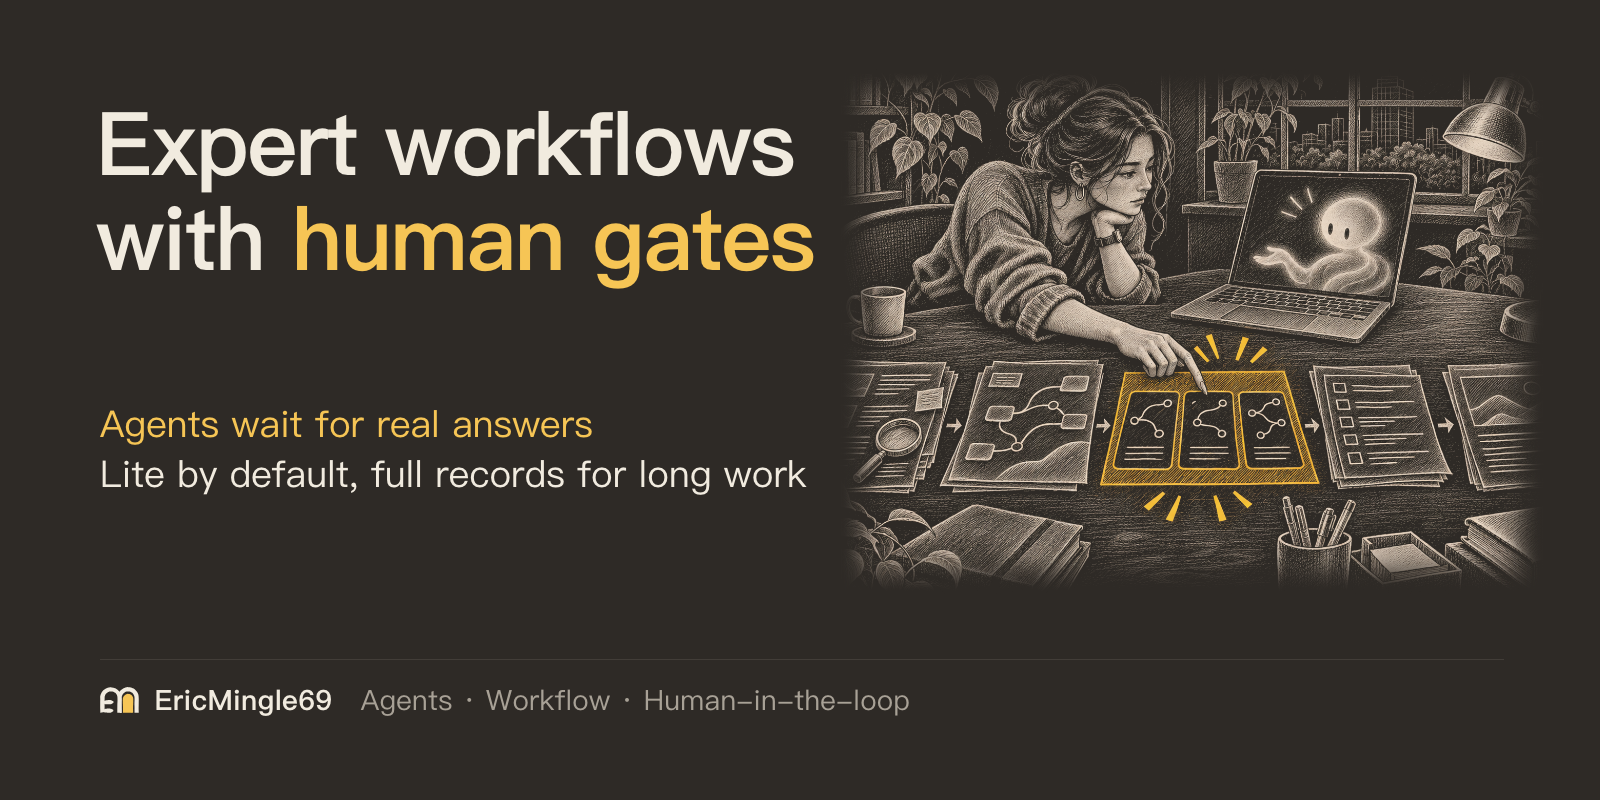 Expert workflows
with human gates
Agents wait for real answers
Lite by default, full records for long work
EricMingle69 Agents · Workflow · Human-in-the-loop